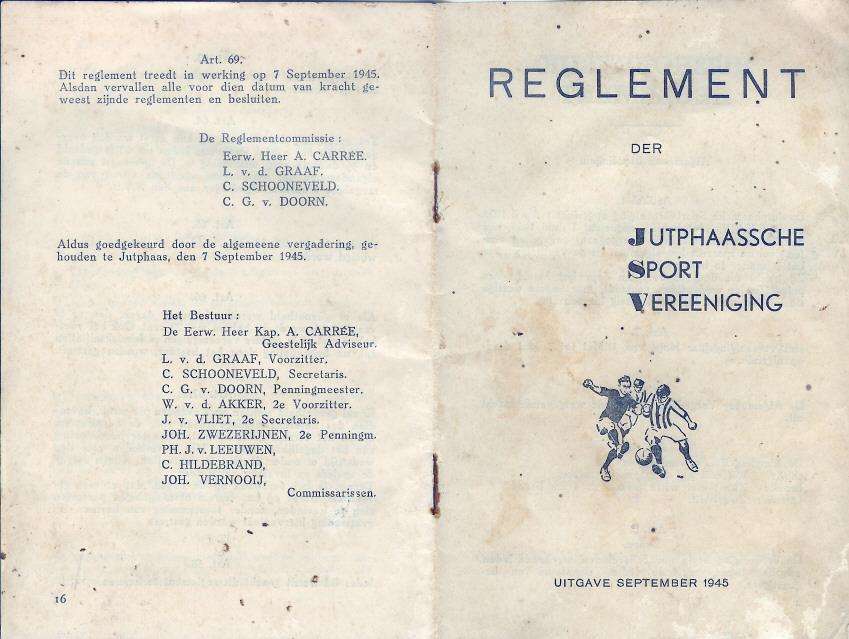 Art. 69.
Dit reglement treedt in werking op 7 September 1945.
Alsdan vervallen alle voor dien datum van kracht ge-
weest zijnde reglementen en besluiten.
De Reglementcommissie :
Eerw. Heer A. CARRÉE.
L. v. d. GRAAF.
C. SCHOONEVELD.
C. G. v. DOORN.
Aldus goedgekeurd door de algemeene vergadering, ge-
houden te Jutphaas, den 7 September 1945.
Het Bestuur :
De Eerw. Heer Kap. A. CARRÉE,
Geestelijk Adviseur.
L. v. d. GRAAF, Voorzitter.
C. SCHOONEVELD, Secretaris.
C. G. v. DOORN, Penningmeester.
W. v. d. AKKER, 2e Voorzitter.
J. v. VLIET, 2e Secretaris.
JOH. ZWEZERIJNEN, 2e Penningm.
PH. J. v. LEEUWEN,
C. HILDEBRAND,
JOH. VERNOOIJ,
Commissarissen.
16
REGLEMENT
DER
JUTPHAASSCHE
SPORT
VEREENIGING
UITGAVE SEPTEMBER 1945